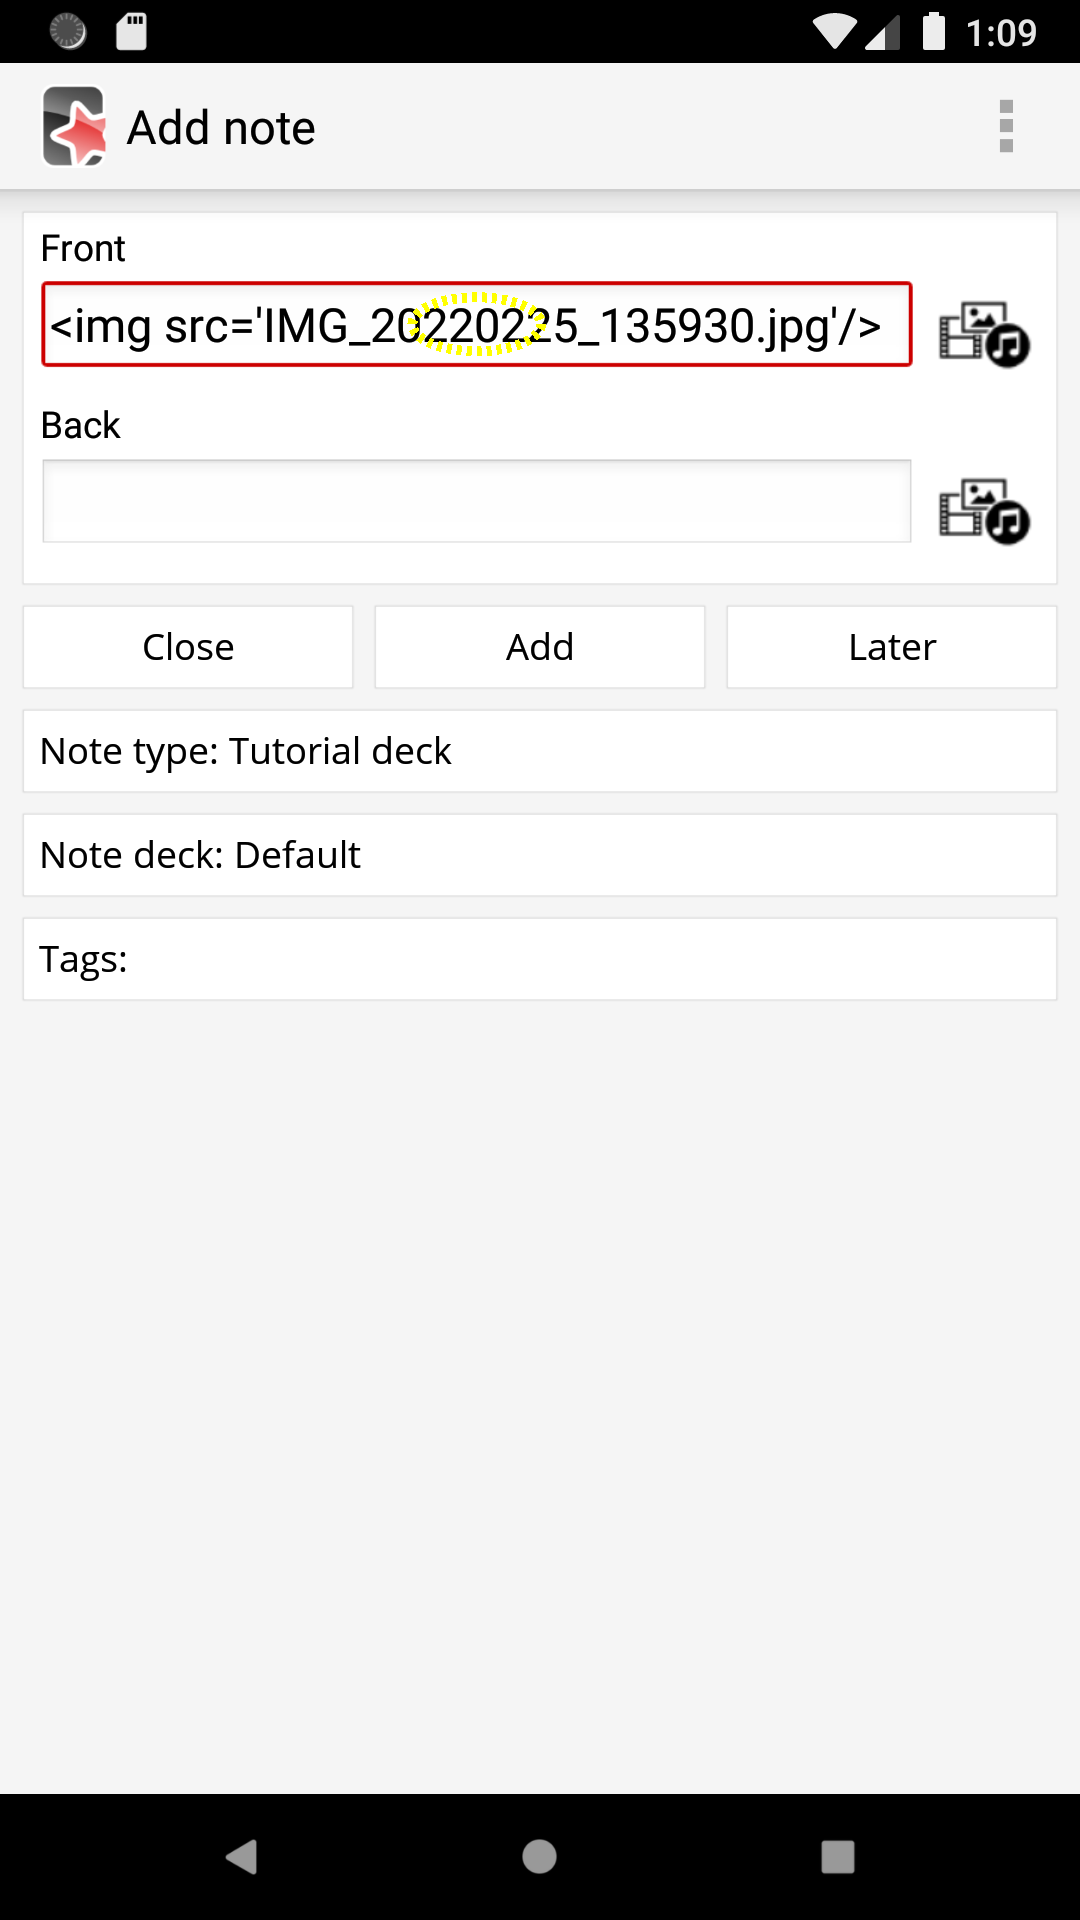 1:09
Add note
Front
<img src='IMG_20220225_135930.jpg'/>
Back
Close
Add
Later
Note type: Tutorial deck
Note deck: Default
Tags: